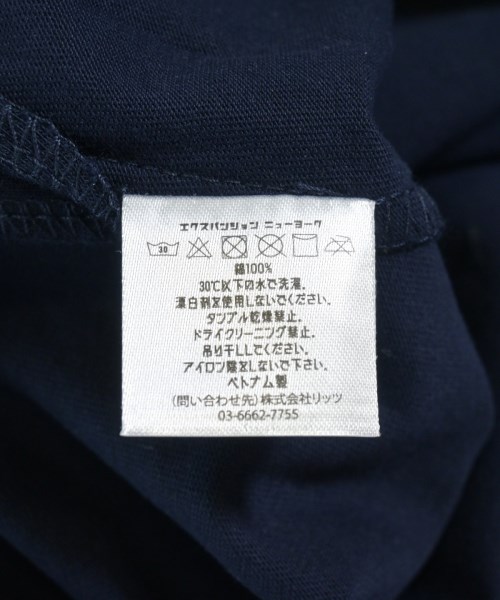 エクスパンション ニューヨーク
30
綿100%
30℃以下の水で洗濯.
漂白剤を使用しないでください.
タンブル乾燥禁止.
ドライクリーニング禁止.
吊り干しLてください.
アイロン陰をしないで下さい.
ベトナム製
(問い合わせ先)株式会社リッツ
03-6662-7755